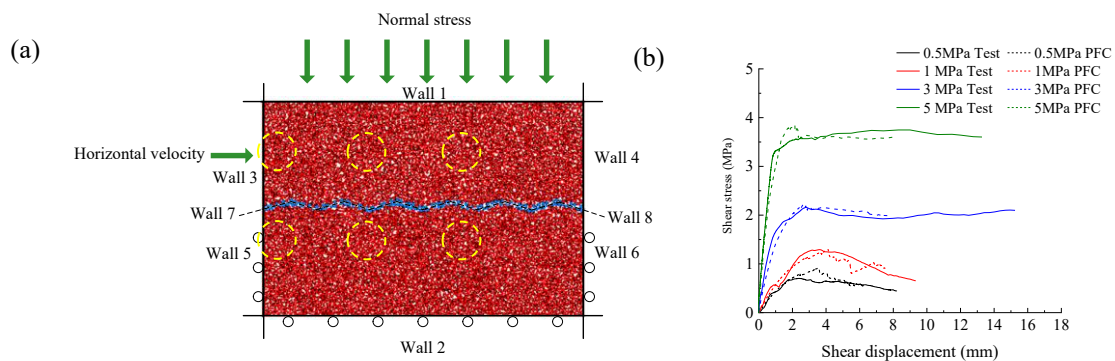 (a)
Normal stress
Wall 1
Horizontal velocity
Wall 3
Wall 4
Wall 7
Wall 8
Wall 5
Wall 6
Wall 2
(b)
0.5MPa Test 0.5MPa PFC
1 MPa Test 1MPa PFC
3 MPa Test 3MPa PFC
5 MPa Test 5MPa PFC
Shear stress (MPa)
5
4
3
2
1
0
0 2 4 6 8 10 12 14 16
Shear displacement (mm)